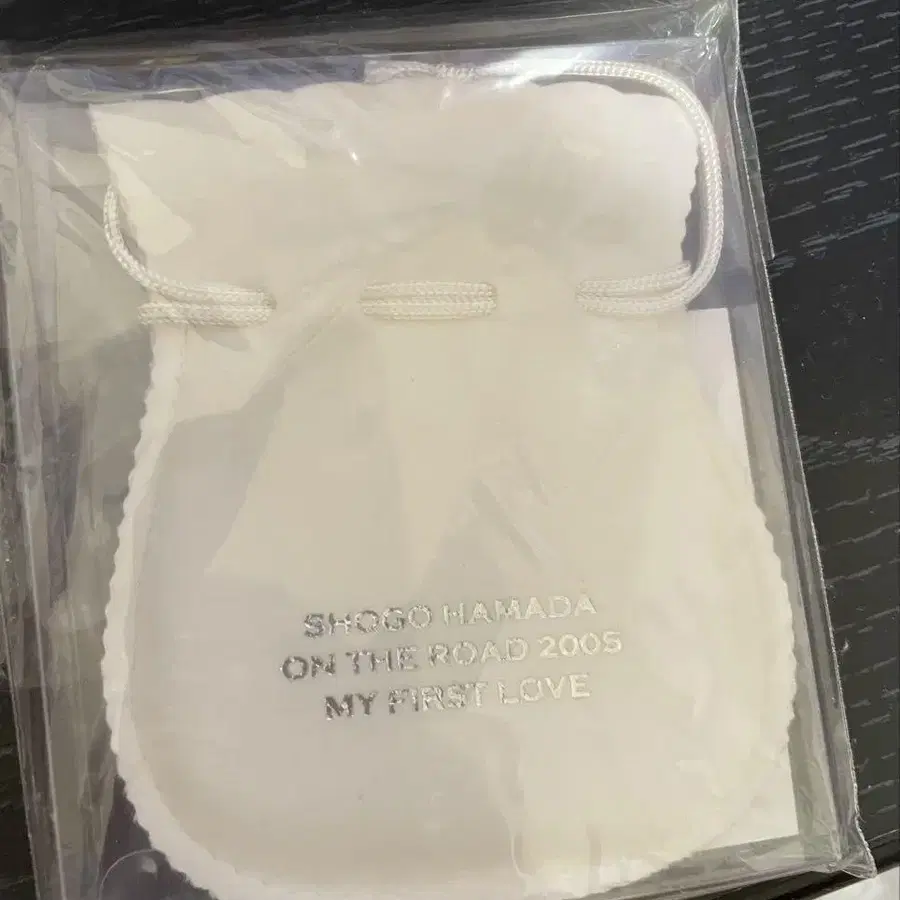 SHOGO HAMADA
ON THE ROAD 2005
MY FIRST LOVE